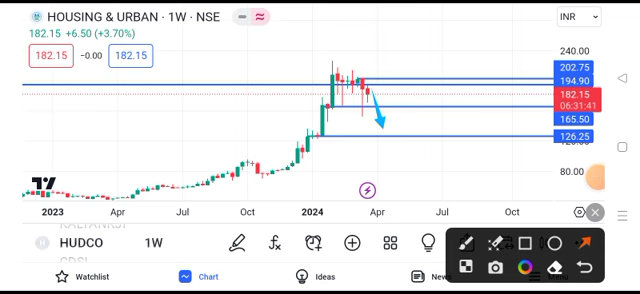 HOUSING & URBAN · 1W · NSE
INR
182.15 +6.50 (+3.70%)
182.15 −0.00 182.15
240.00
202.75
194.90
182.15
06:31:41
165.50
126.25
80.00
2023 Apr Jul Oct 2024 Apr Jul Oct
HUDCO 1W
Watchlist Chart Ideas News